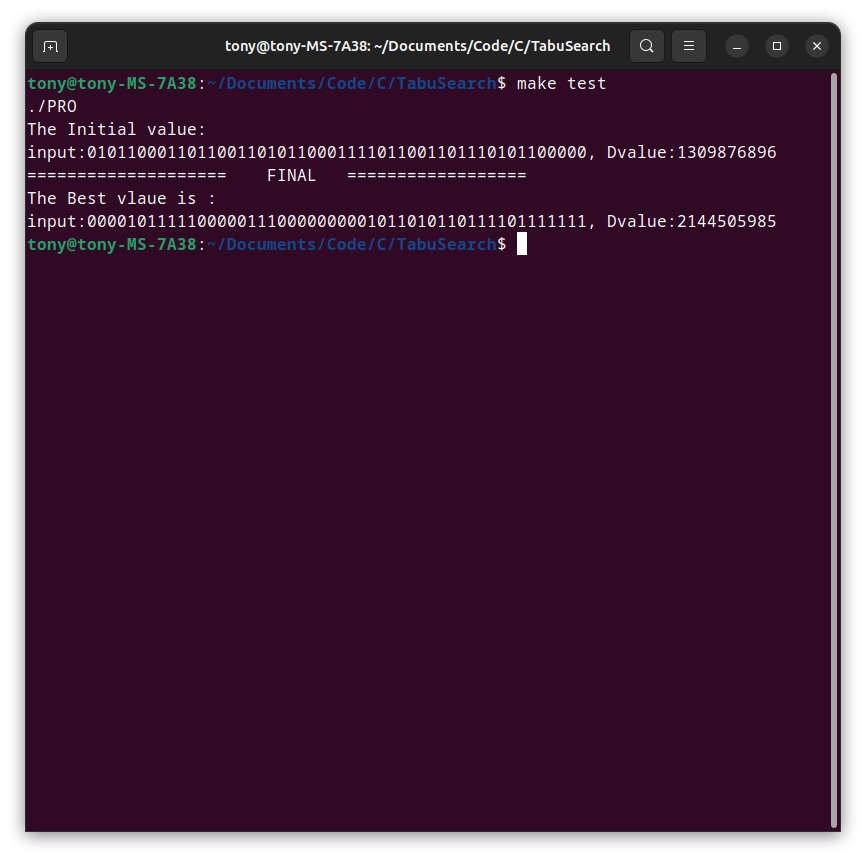 tony@tony-MS-7A38: ~/Documents/Code/C/TabuSearch
tony@tony-MS-7A38:~/Documents/Code/C/TabuSearch$ make test
./PRO
The Initial value:
input:01011000110110011010110001111011001101110101100000, Dvalue:1309876896
====================    FINAL   ==================
The Best vlaue is :
input:00001011111000001110000000001011010110111101111111, Dvalue:2144505985
tony@tony-MS-7A38:~/Documents/Code/C/TabuSearch$